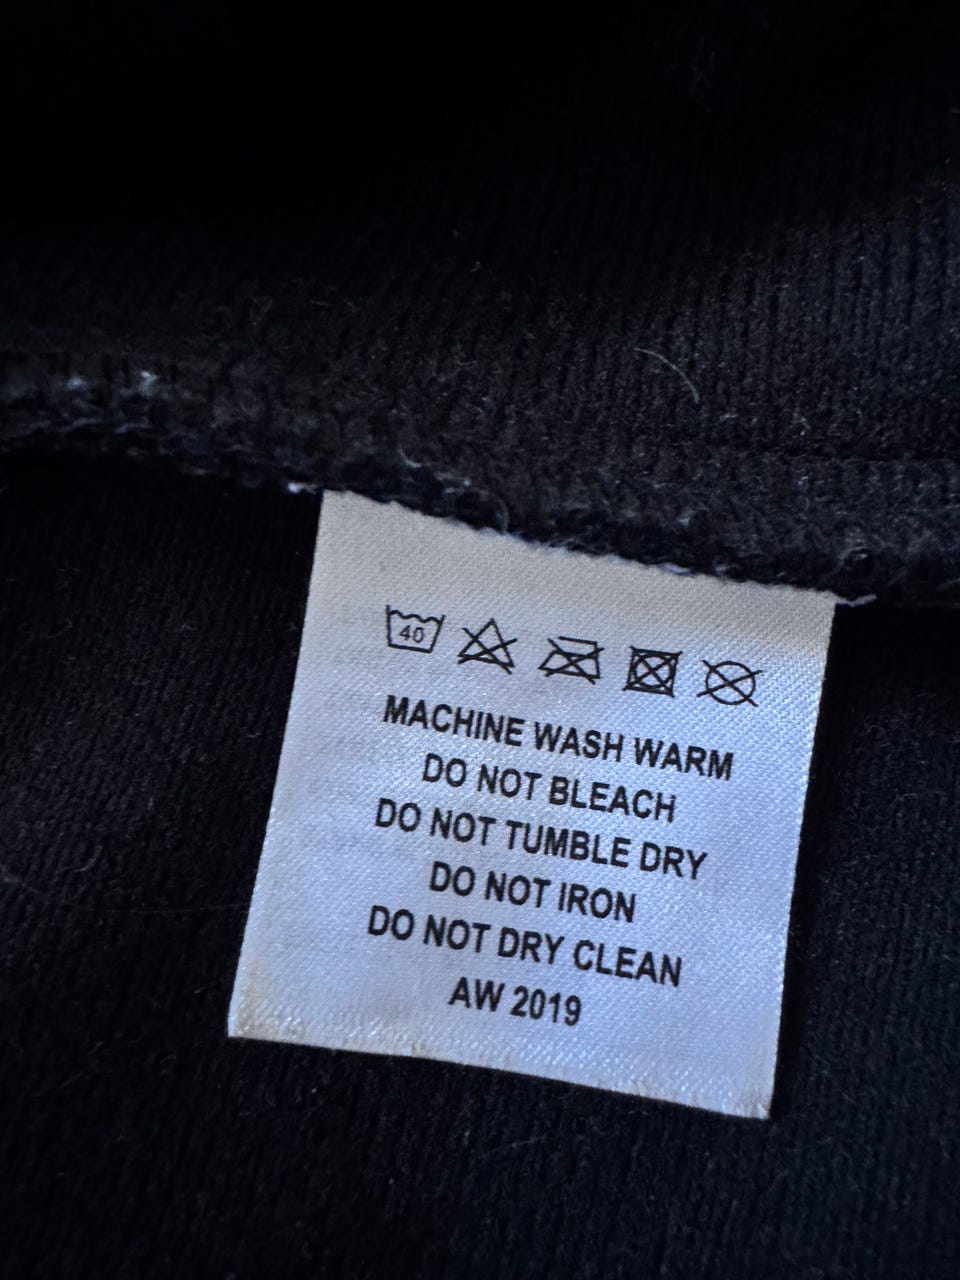 40
MACHINE WASH WARM
DO NOT BLEACH
DO NOT TUMBLE DRY
DO NOT IRON
DO NOT DRY CLEAN
AW 2019